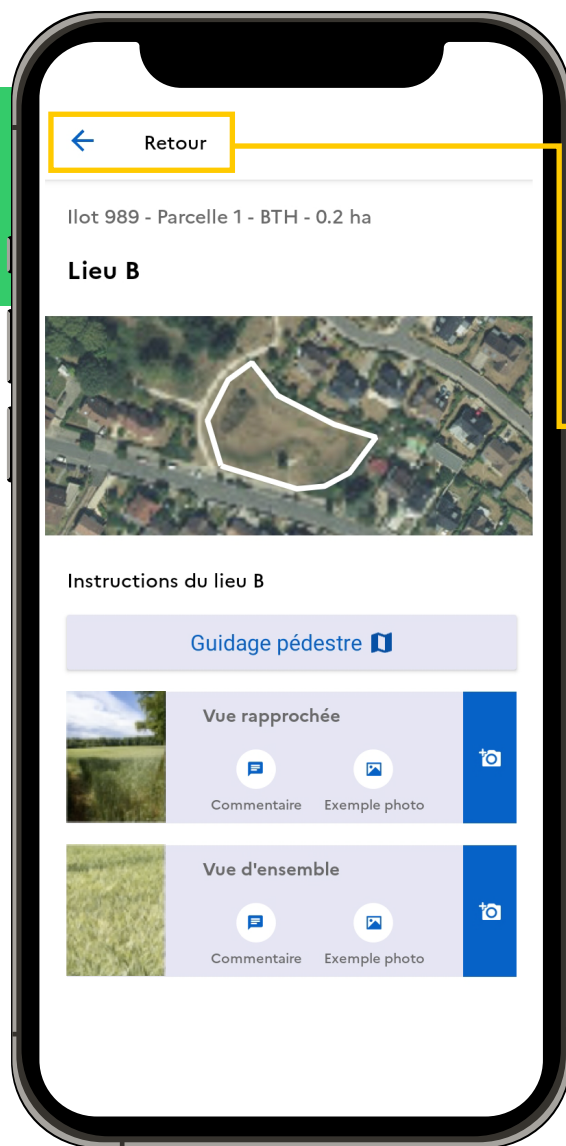 Retour
Ilot 989 - Parcelle 1 - BTH - 0.2 ha
Lieu B
Instructions du lieu B
Guidage pédestre
Vue rapprochée
Commentaire Exemple photo
Vue d'ensemble
Commentaire Exemple photo